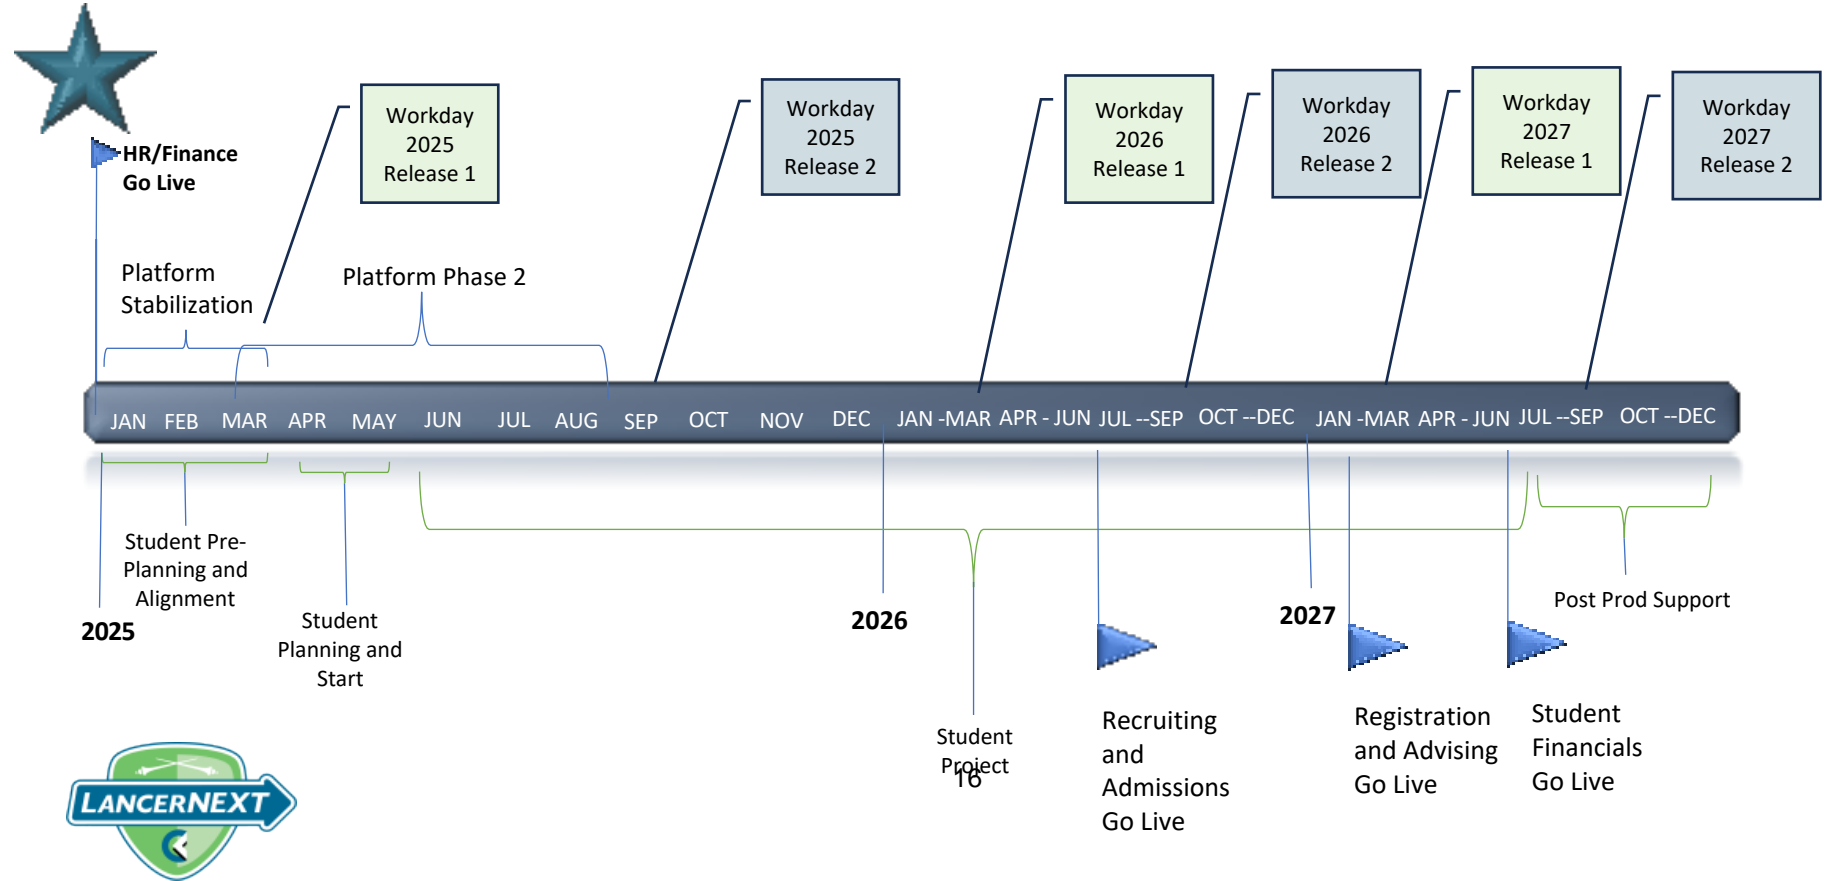 HR/Finance
Go Live
Workday
2025
Release 1
Workday
2025
Release 2
Workday
2026
Release 1
Workday
2026
Release 2
Workday
2027
Release 1
Workday
2027
Release 2
Platform
Stabilization
Platform Phase 2
JAN FEB MAR APR MAY JUN JUL AUG SEP OCT NOV DEC JAN -MAR APR - JUN JUL --SEP OCT --DEC JAN -MAR APR - JUN JUL --SEP OCT --DEC
Student Pre-
Planning and
Alignment
2025
Student
Planning and
Start
2026
2027
Post Prod Support
Student
Project
16
Recruiting
and
Admissions
Go Live
Registration
and Advising
Go Live
Student
Financials
Go Live
LANCERNEXT